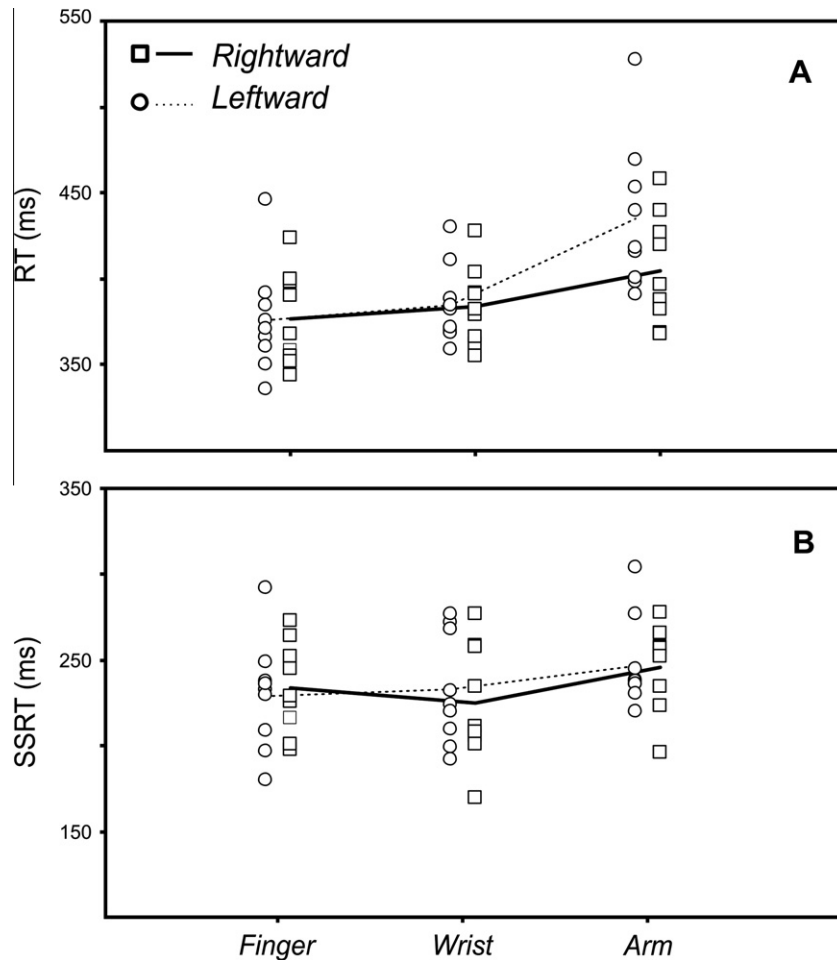 550
Rightward
A
Leftward
450
RT (ms)
350
350
B
250
SSRT (ms)
150
Finger Wrist Arm